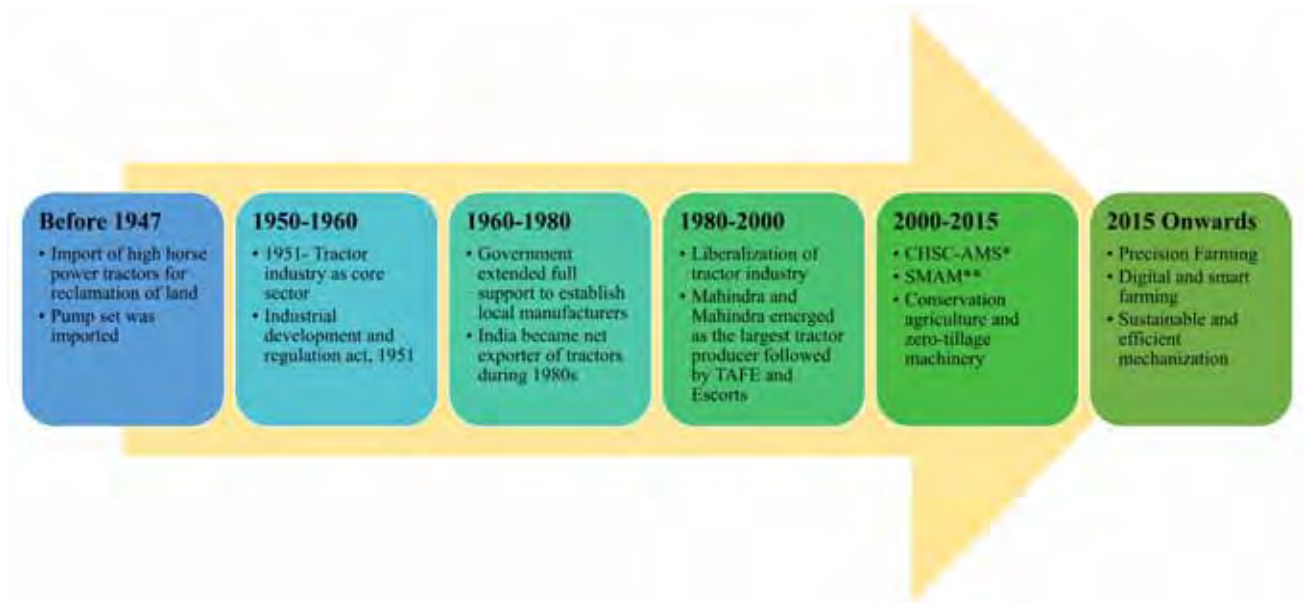 Before 1947
• Import of high horse
power tractors for
reclamation of land
• Pump set was
imported
1950-1960
• 1951- Tractor
industry as core
sector
• Industrial
development and
regulation act, 1951
1960-1980
• Government
extended full
support to establish
local manufacturers
• India became net
exporter of tractors
during 1980s
1980-2000
• Liberalization of
tractor industry
• Mahindra and
Mahindra emerged
as the largest tractor
producer followed
by TAFE and
Escorts
2000-2015
• CHSC-AMS*
• SMAM**
• Conservation
agriculture and
zero-tillage
machinery
2015 Onwards
• Precision Farming
• Digital and smart
farming
• Sustainable and
efficient
mechanization